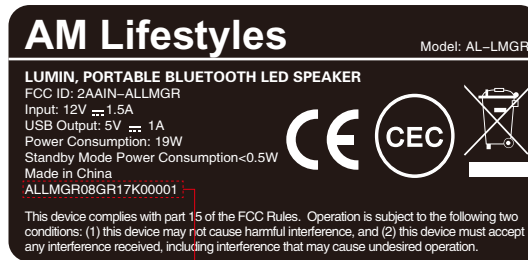 AM Lifestyles
Model: AL-LMGR
LUMIN, PORTABLE BLUETOOTH LED SPEAKER
FCC ID: 2AAIN-ALLMGR
Input: 12V ⎓1.5A
USB Output: 5V ⎓ 1A
Power Consumption: 19W
Standby Mode Power Consumption<0.5W
Made in China
ALLMGR08GR17K00001
CE
CEC
This device complies with part 15 of the FCC Rules. Operation is subject to the following two
conditions: (1) this device may not cause harmful interference, and (2) this device must accept
any interference received, including interference that may cause undesired operation.